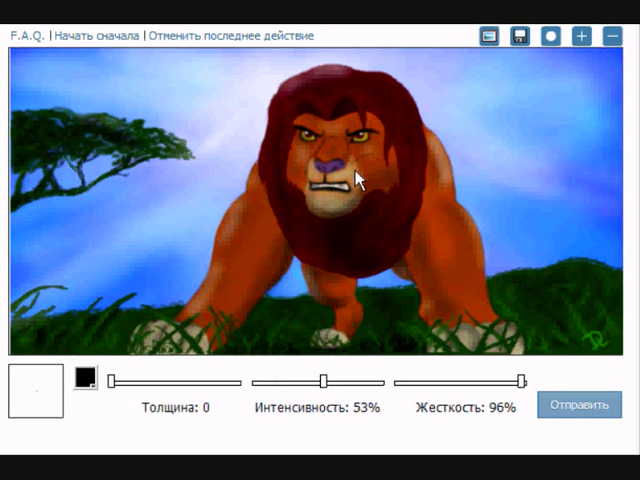 F.A.Q. | Начать сначала | Отменить последнее действие
Толщина: 0
Интенсивность: 53%
Жесткость: 96%
Отправить